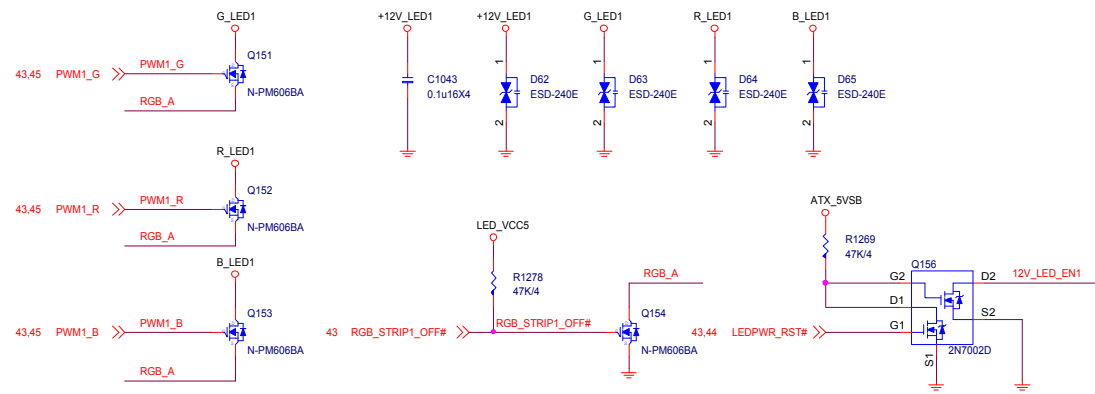 G_LED1
Q151
43,45 PWM1_G PWM1_G
N-PM606BA
RGB_A
+12V_LED1 +12V_LED1 G_LED1 R_LED1 B_LED1
1 1 1 1
C1043 D62 D63 D64 D65
0.1u16X4 ESD-240E ESD-240E ESD-240E ESD-240E
2 2 2 2
R_LED1
Q152
43,45 PWM1_R PWM1_R
N-PM606BA
RGB_A
B_LED1
Q153
43,45 PWM1_B PWM1_B
N-PM606BA
RGB_A
LED_VCC5
R1278
47K/4
RGB_A
Q154
43 RGB_STRIP1_OFF# RGB_STRIP1_OFF#
N-PM606BA
ATX_5VSB
R1269
47K/4
Q156
G2 D2 12V_LED_EN1
D1 S2
43,44 LEDPWR_RST# G1
2N7002D
S1